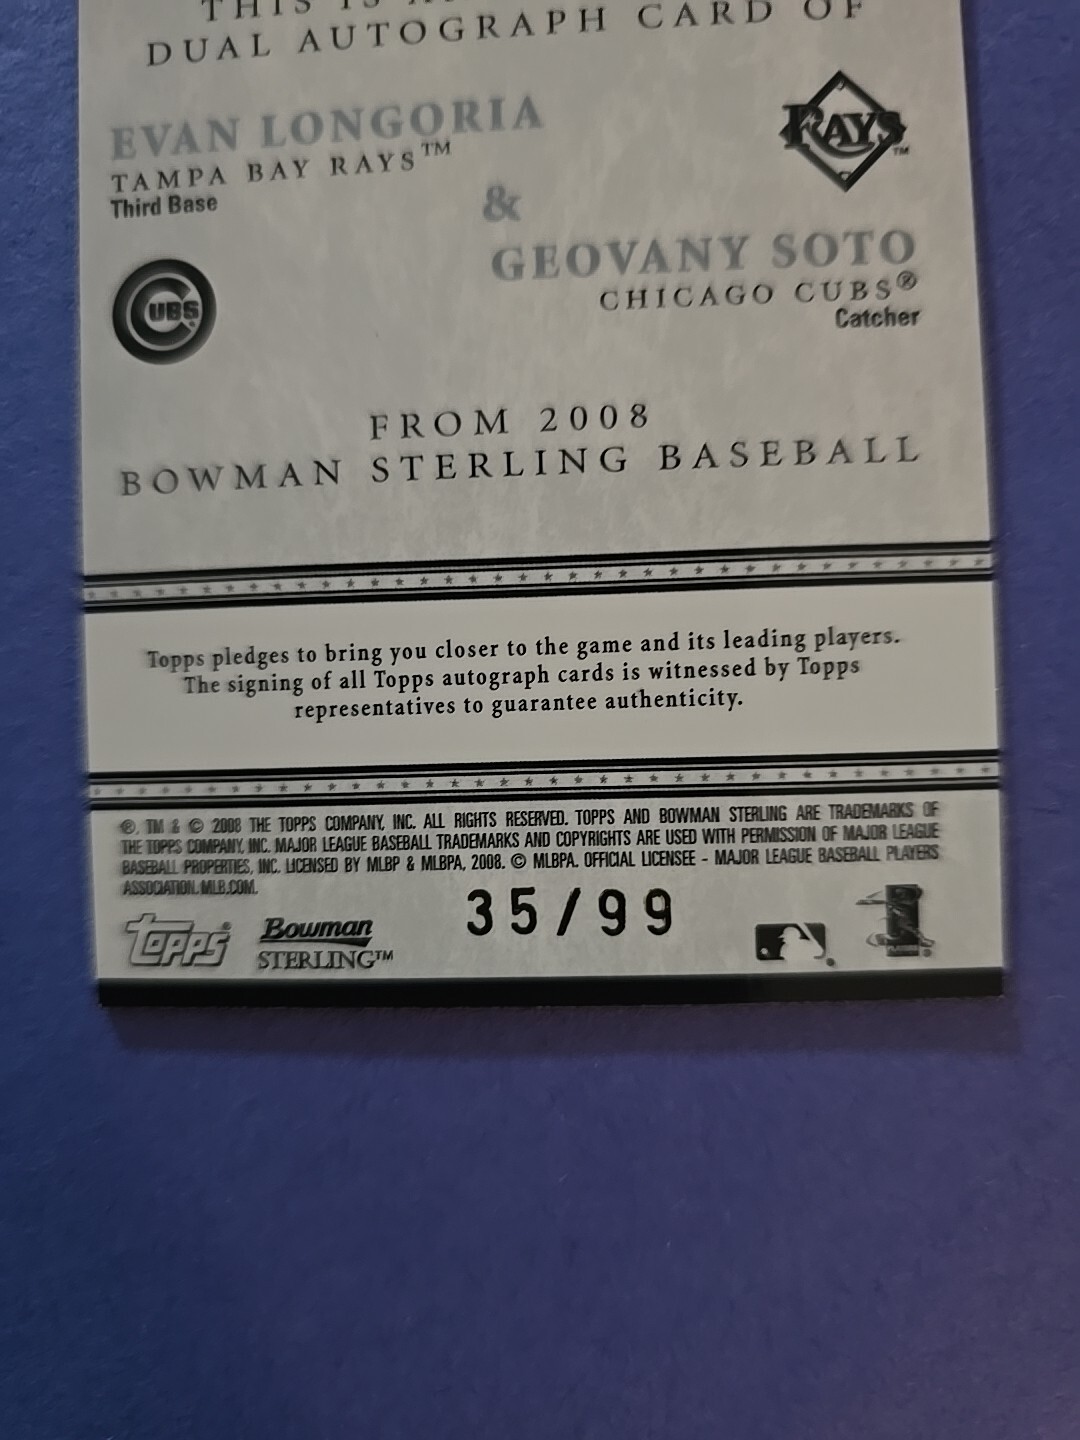 THIS IS
DUAL AUTOGRAPH CARD OF
EVAN LONGORIA
TAMPA BAY RAYS™
Third Base
RAYS™
&
GEOVANY SOTO
CHICAGO CUBS®
Catcher
CUBS
FROM 2008
BOWMAN STERLING BASEBALL
Topps pledges to bring you closer to the game and its leading players.
The signing of all Topps autograph cards is witnessed by Topps
representatives to guarantee authenticity.
®, TM & © 2008 THE TOPPS COMPANY, INC. ALL RIGHTS RESERVED. TOPPS AND BOWMAN STERLING ARE TRADEMARKS OF
THE TOPPS COMPANY, INC. MAJOR LEAGUE BASEBALL TRADEMARKS AND COPYRIGHTS ARE USED WITH PERMISSION OF MAJOR LEAGUE
BASEBALL PROPERTIES, INC. LICENSED BY MLBP & MLBPA, 2008. © MLBPA. OFFICIAL LICENSEE - MAJOR LEAGUE BASEBALL PLAYERS
ASSOCIATION. MLB.COM.
Topps®
Bowman
STERLING™
35/99